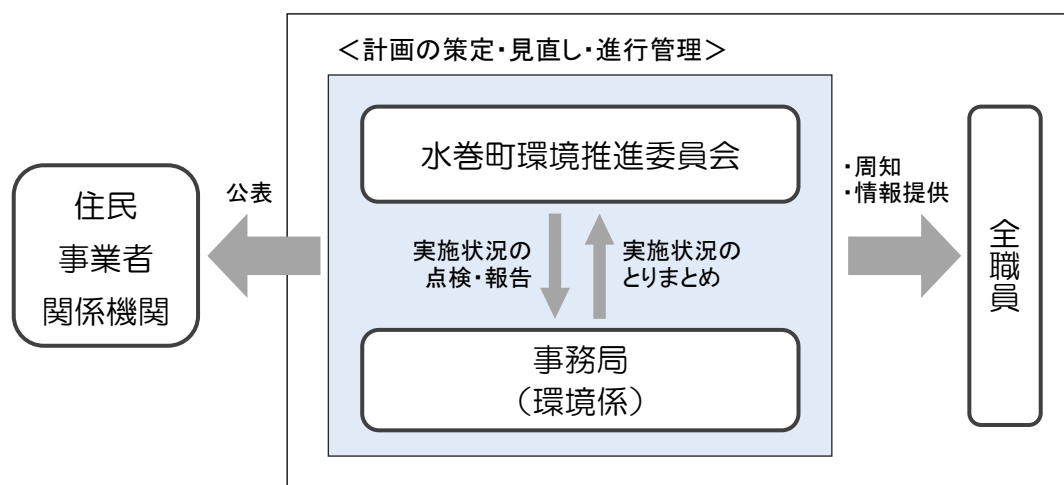 <計画の策定・見直し・進行管理>
水巻町環境推進委員会
住民
事業者
関係機関
公表
実施状況の
点検・報告
実施状況の
とりまとめ
・周知
・情報提供
全職員
事務局
(環境係)